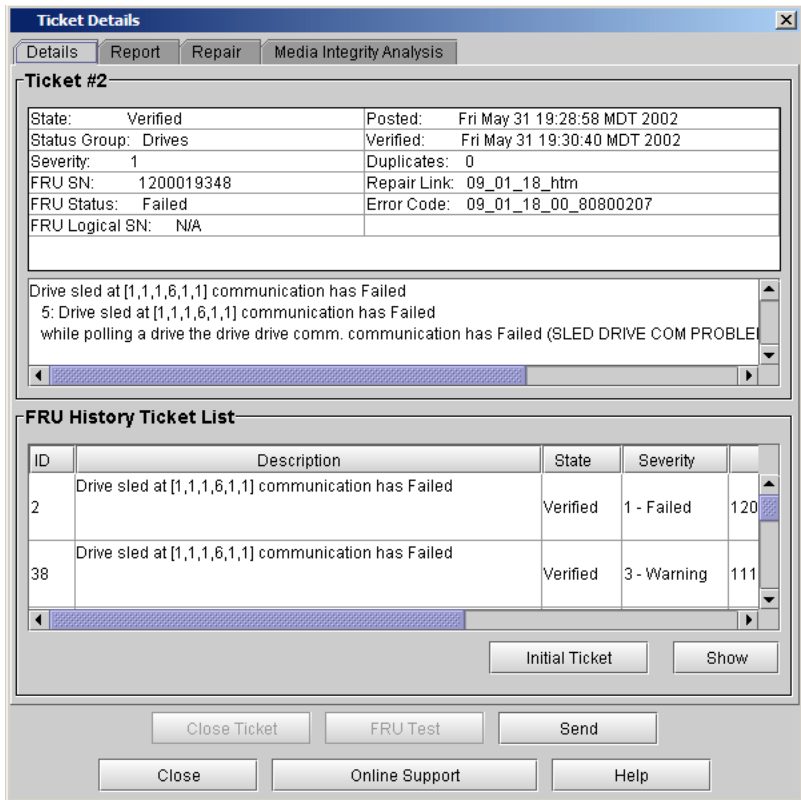 Ticket Details
Details Report Repair Media Integrity Analysis
Ticket #2
State: Verified Posted: Fri May 31 19:28:58 MDT 2002
Status Group: Drives Verified: Fri May 31 19:30:40 MDT 2002
Severity: 1 Duplicates: 0
FRU SN: 1200019348 Repair Link: 09_01_18_htm
FRU Status: Failed Error Code: 09_01_18_00_80800207
FRU Logical SN: N/A
Drive sled at [1,1,1,6,1,1] communication has Failed
5: Drive sled at [1,1,1,6,1,1] communication has Failed
while polling a drive the drive drive comm. communication has Failed (SLED DRIVE COM PROBLE
FRU History Ticket List
ID Description State Severity
Drive sled at [1,1,1,6,1,1] communication has Failed
2 Verified 1 - Failed 120
Drive sled at [1,1,1,6,1,1] communication has Failed
38 Verified 3 - Warning 111
Initial Ticket Show
Close Ticket FRU Test Send
Close Online Support Help